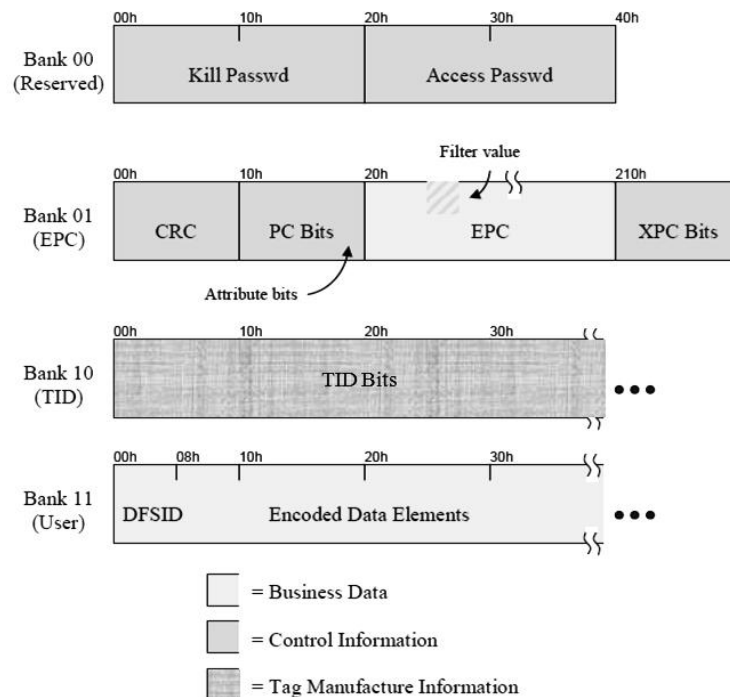 00h 10h 20h 30h 40h
Bank 00
(Reserved)
Kill Passwd Access Passwd
Filter value
00h 10h 20h 210h
Bank 01
(EPC)
CRC PC Bits EPC XPC Bits
Attribute bits
00h 10h 20h 30h
Bank 10
(TID)
TID Bits
00h 08h 10h 20h 30h
Bank 11
(User)
DFSID Encoded Data Elements
= Business Data
= Control Information
= Tag Manufacture Information